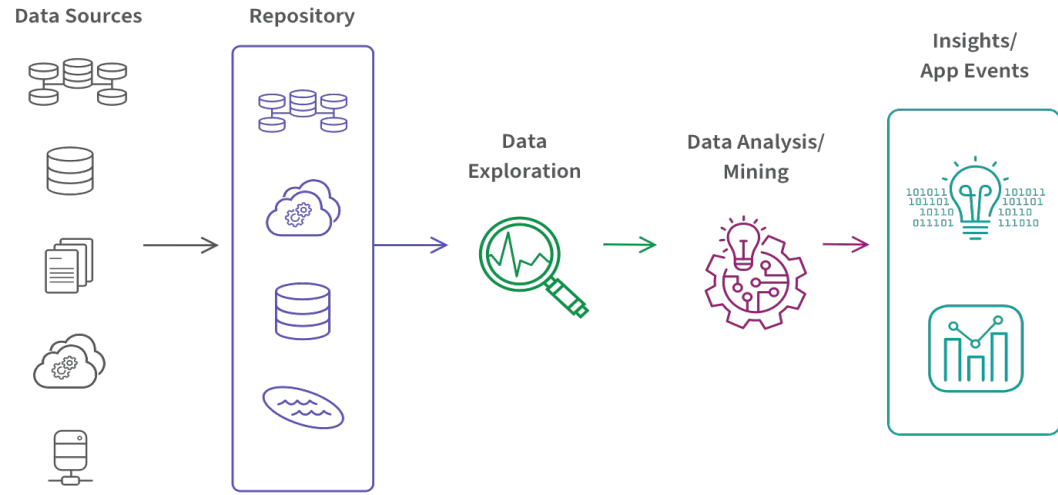 Data Sources
Repository
Insights/
App Events
Data
Exploration
Data Analysis/
Mining
101011
101101
10110
011101
101011
101101
10110
111010